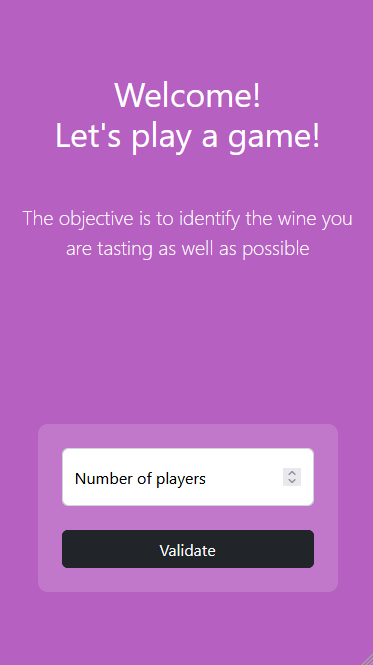 Welcome!
Let's play a game!
The objective is to identify the wine you
are tasting as well as possible
Number of players
Validate